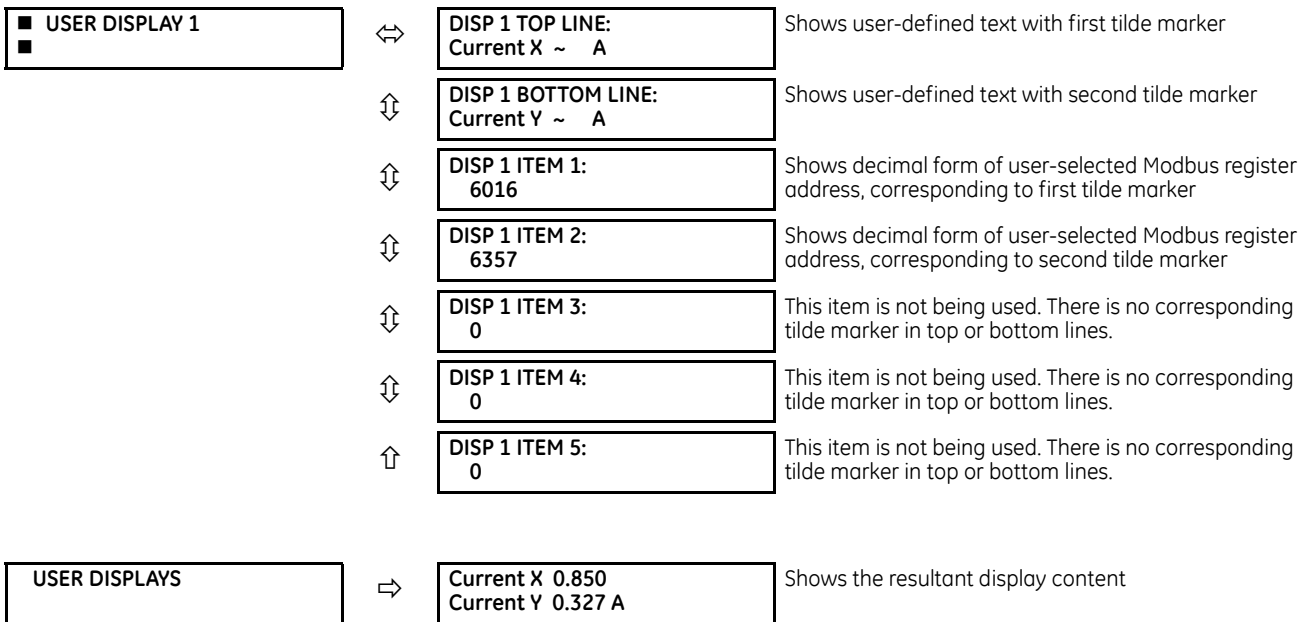 ■ USER DISPLAY 1
■
⬄
DISP 1 TOP LINE:
Current X ~ A
Shows user-defined text with first tilde marker
⇳
DISP 1 BOTTOM LINE:
Current Y ~ A
Shows user-defined text with second tilde marker
⇳
DISP 1 ITEM 1:
6016
Shows decimal form of user-selected Modbus register
address, corresponding to first tilde marker
⇳
DISP 1 ITEM 2:
6357
Shows decimal form of user-selected Modbus register
address, corresponding to second tilde marker
⇳
DISP 1 ITEM 3:
0
This item is not being used. There is no corresponding
tilde marker in top or bottom lines.
⇳
DISP 1 ITEM 4:
0
This item is not being used. There is no corresponding
tilde marker in top or bottom lines.
⇧
DISP 1 ITEM 5:
0
This item is not being used. There is no corresponding
tilde marker in top or bottom lines.
USER DISPLAYS
⇨
Current X 0.850
Current Y 0.327 A
Shows the resultant display content